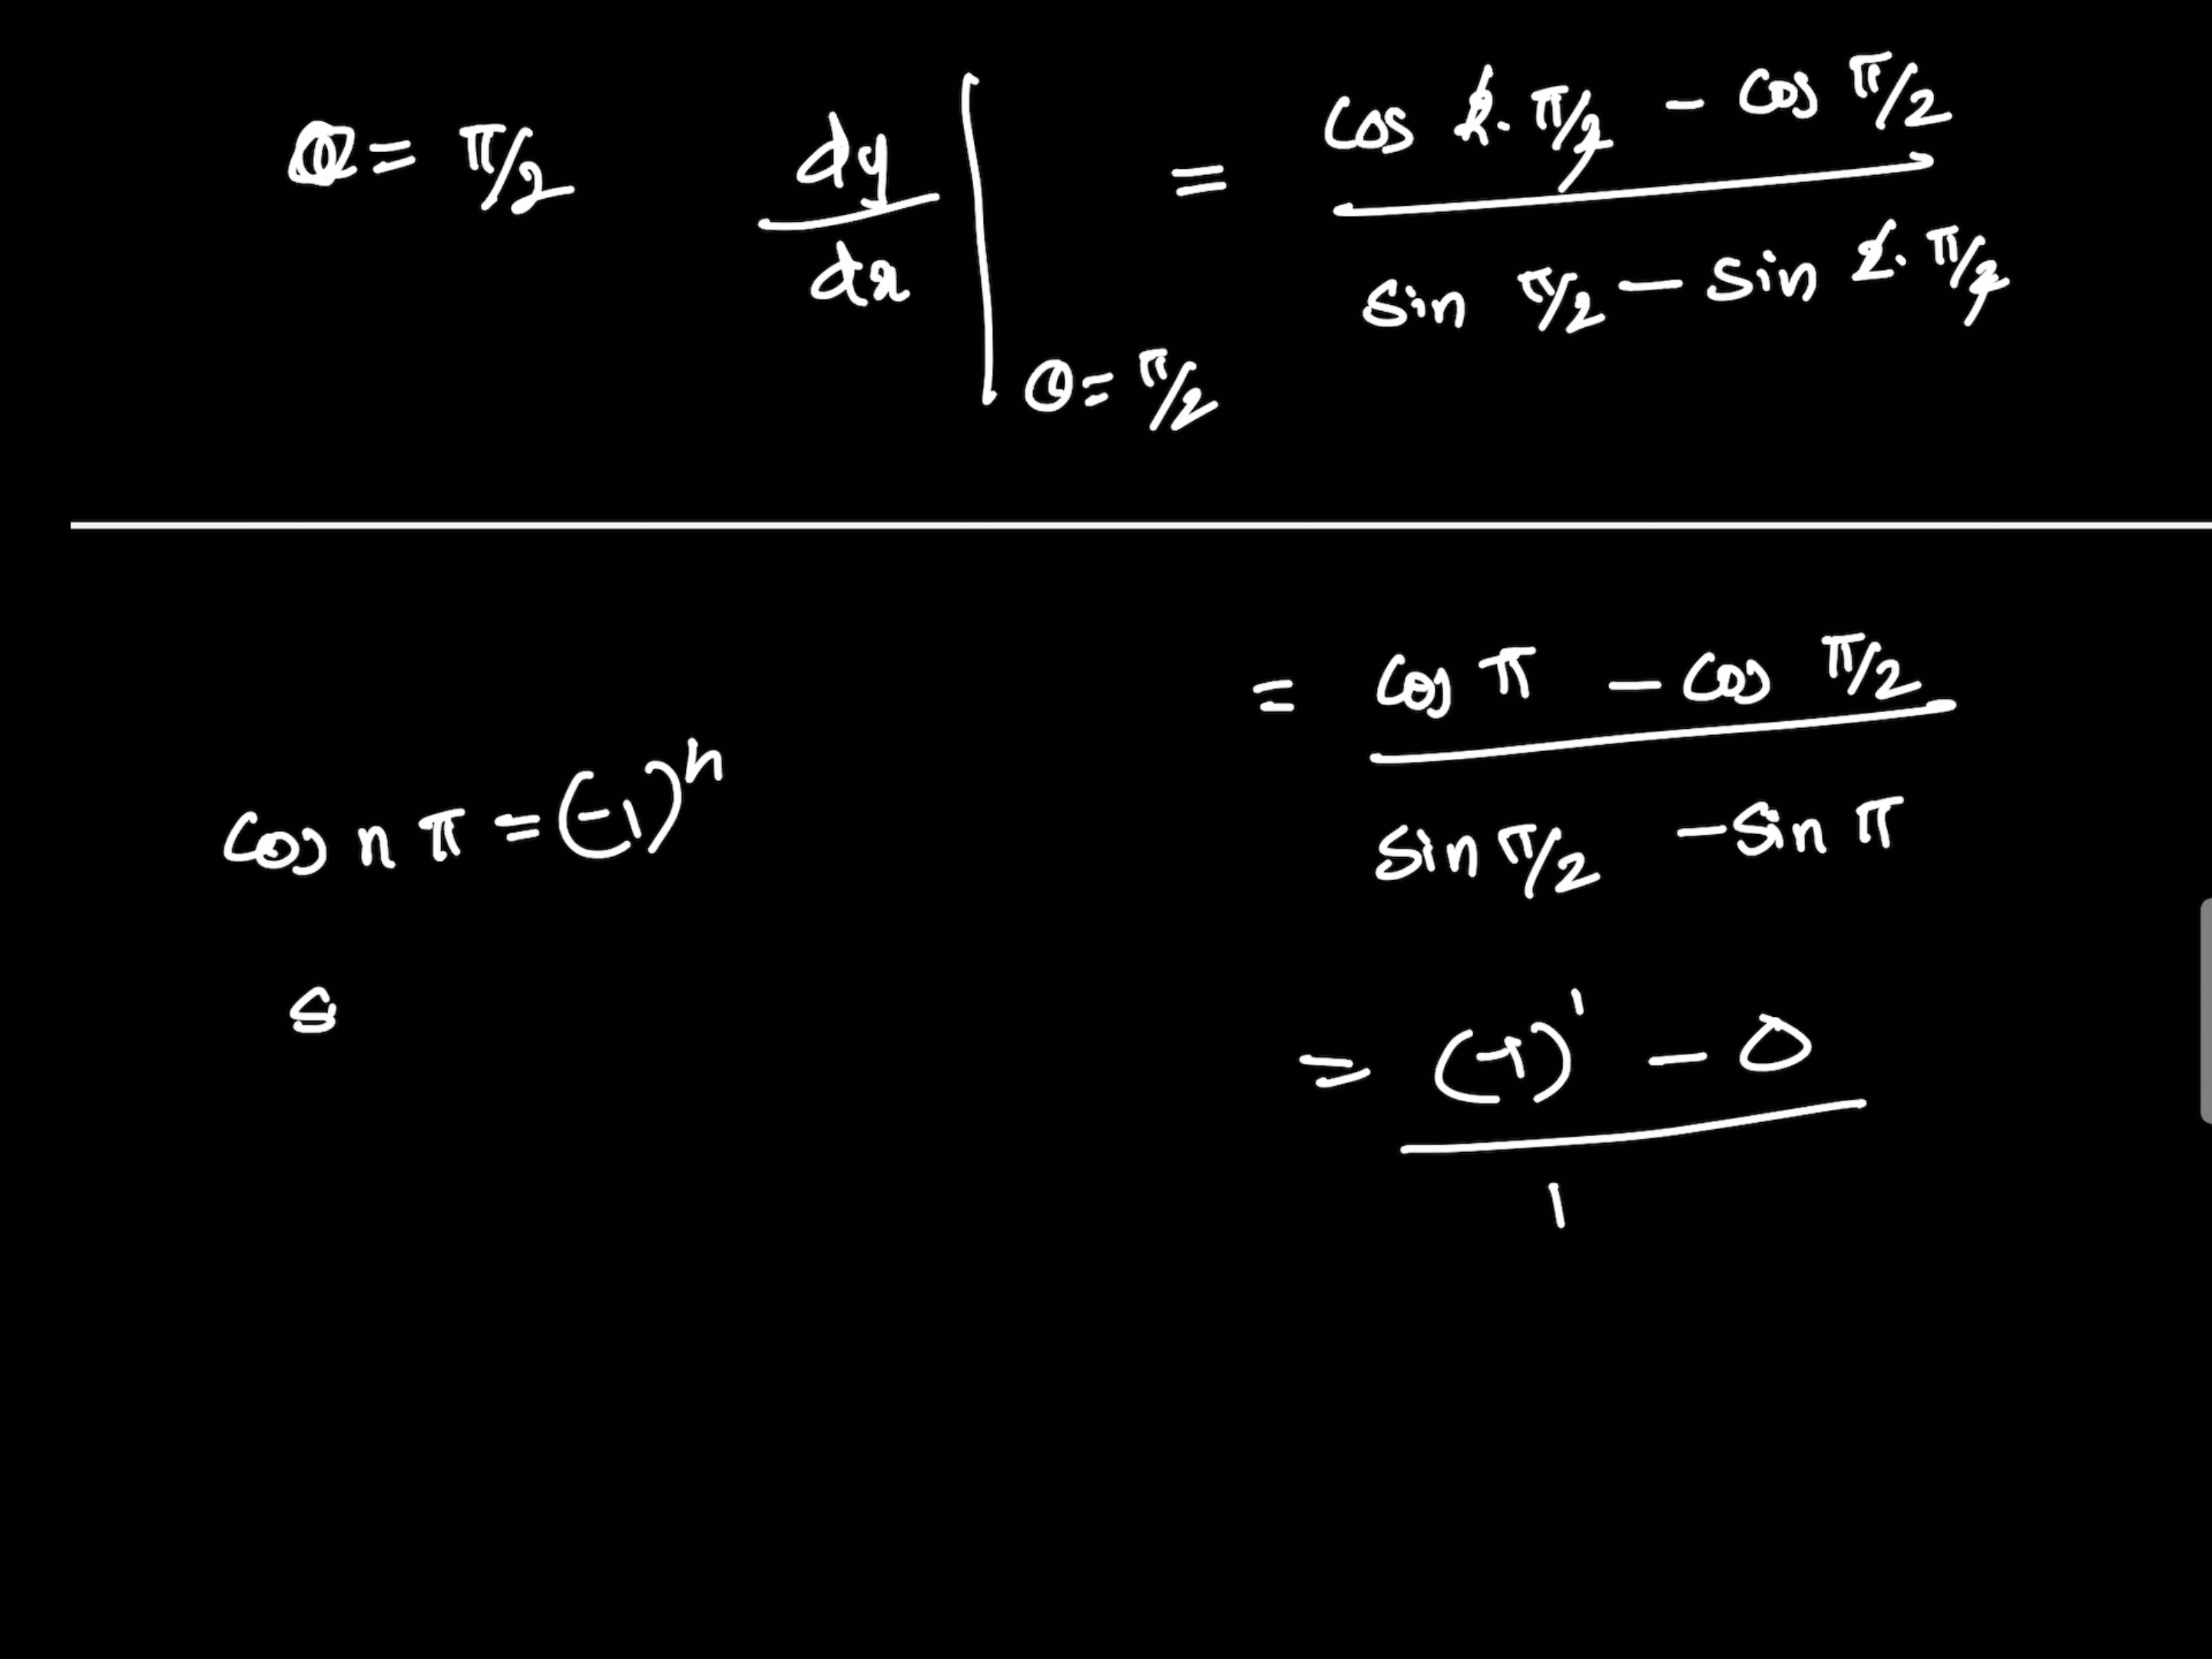 θ = π/2   dy/dx |θ=π/2 = (cos 2·π/2 − cos π/2) / (sin π/2 − sin 2·π/2)
= (cos π − cos π/2) / (sin π/2 − sin π)
cos n π = (-1)^n
= ((-1)^1 − 0) / 1
s